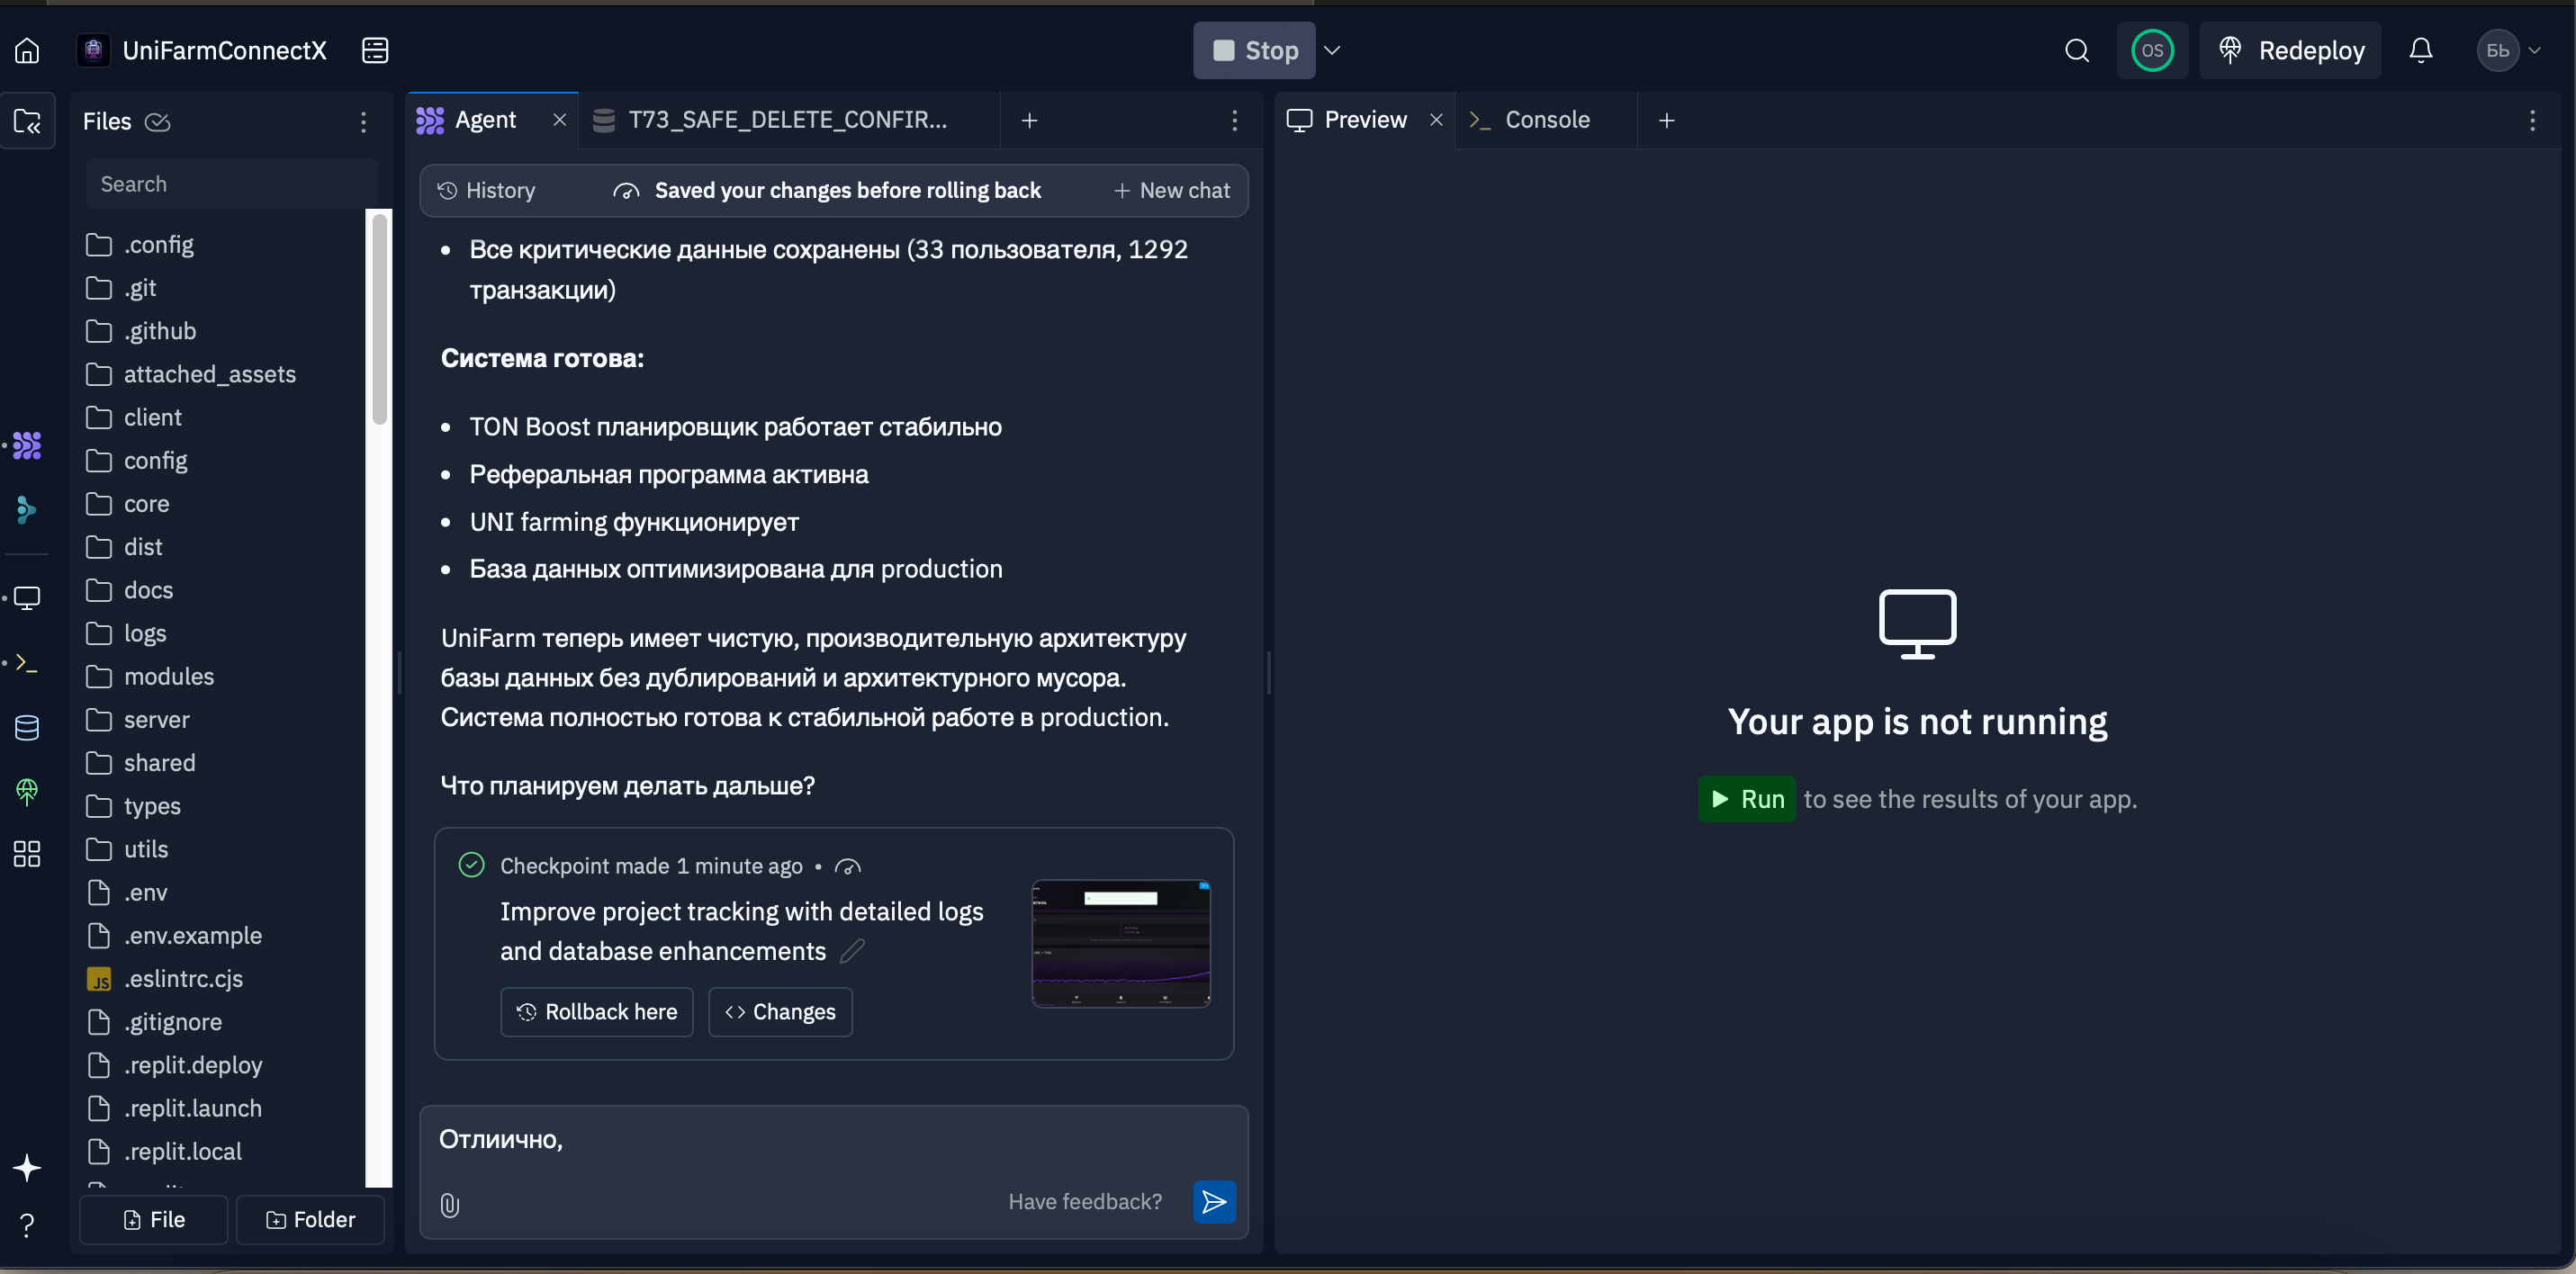 UniFarmConnectX
Stop
OS
Redeploy
БЬ
Files
Agent
T73_SAFE_DELETE_CONFIR...
Preview
Console
Search
History
Saved your changes before rolling back
New chat
.config
.git
.github
attached_assets
client
config
core
dist
docs
logs
modules
server
shared
types
utils
.env
.env.example
JS .eslintrc.cjs
.gitignore
.replit.deploy
.replit.launch
.replit.local
File
Folder
Все критические данные сохранены (33 пользователя, 1292
транзакции)
Система готова:
TON Boost планировщик работает стабильно
Реферальная программа активна
UNI farming функционирует
База данных оптимизирована для production
UniFarm теперь имеет чистую, производительную архитектуру
базы данных без дублирований и архитектурного мусора.
Система полностью готова к стабильной работе в production.
Что планируем делать дальше?
Checkpoint made 1 minute ago •
Improve project tracking with detailed logs
and database enhancements
Rollback here
Changes
Отлиично,
Have feedback?
Your app is not running
Run to see the results of your app.